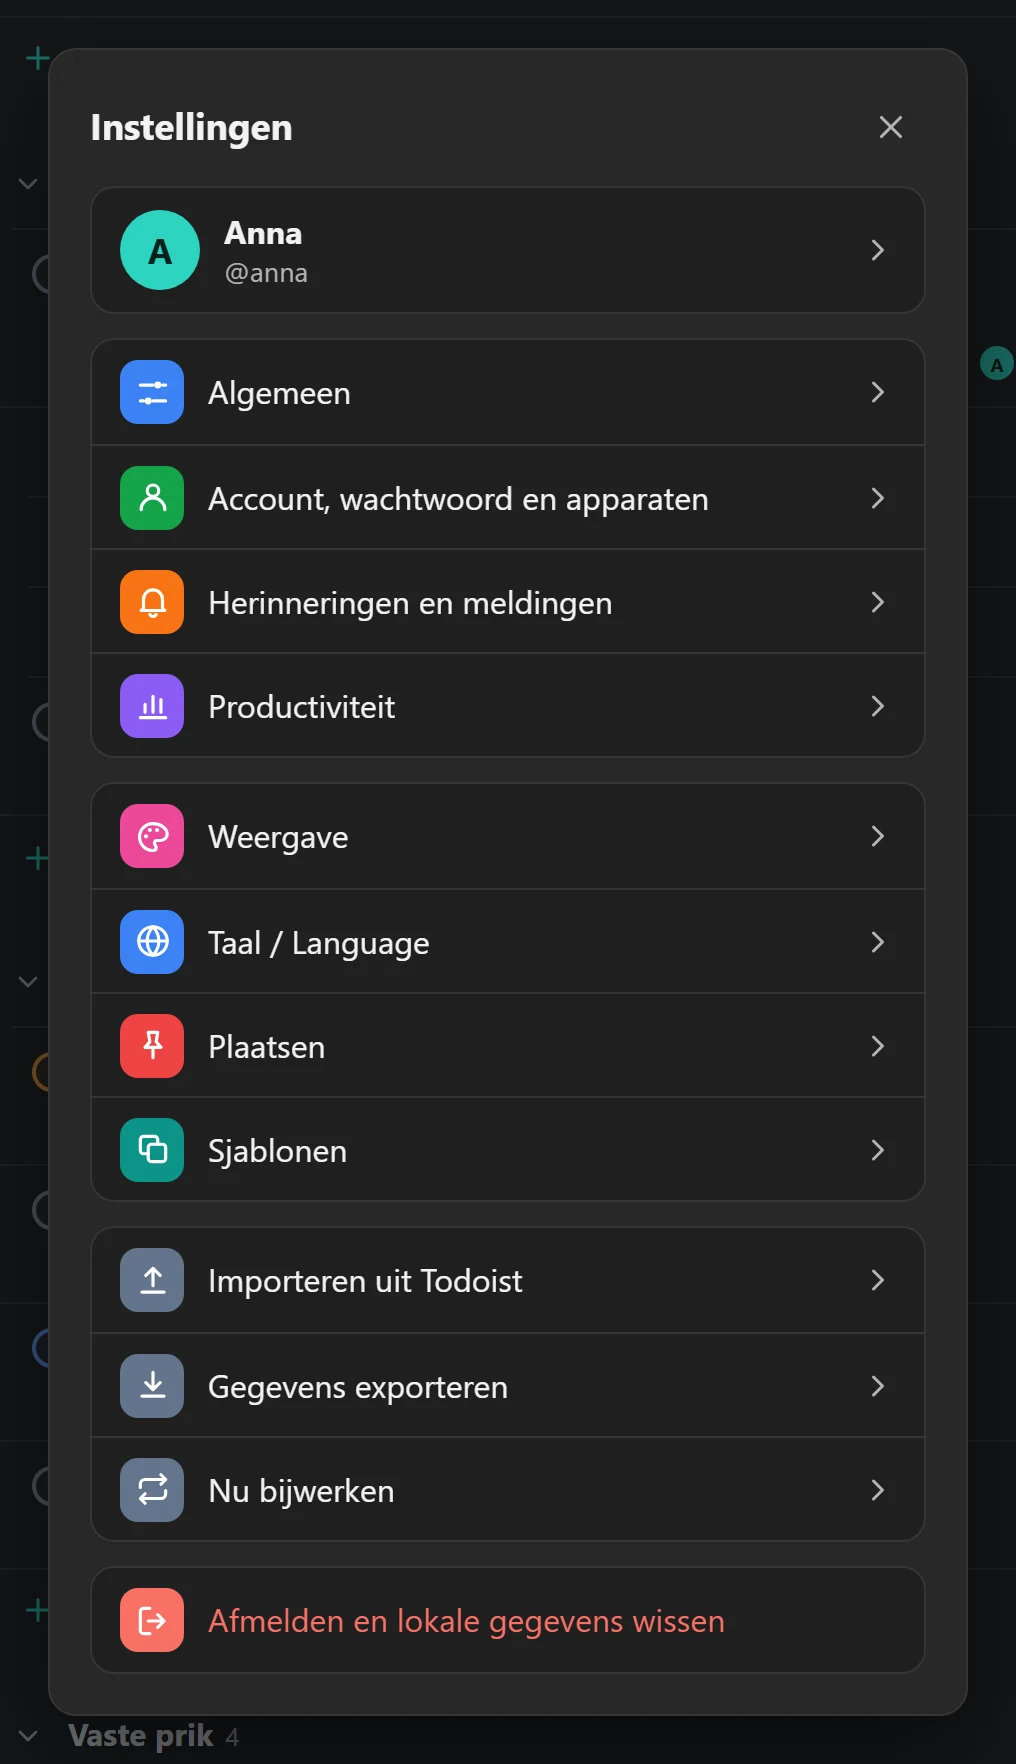 Instellingen
A
Anna
@anna
A
Algemeen
Account, wachtwoord en apparaten
Herinneringen en meldingen
Productiviteit
Weergave
Taal / Language
Plaatsen
Sjablonen
Importeren uit Todoist
Gegevens exporteren
Nu bijwerken
Afmelden en lokale gegevens wissen
Vaste prik 4